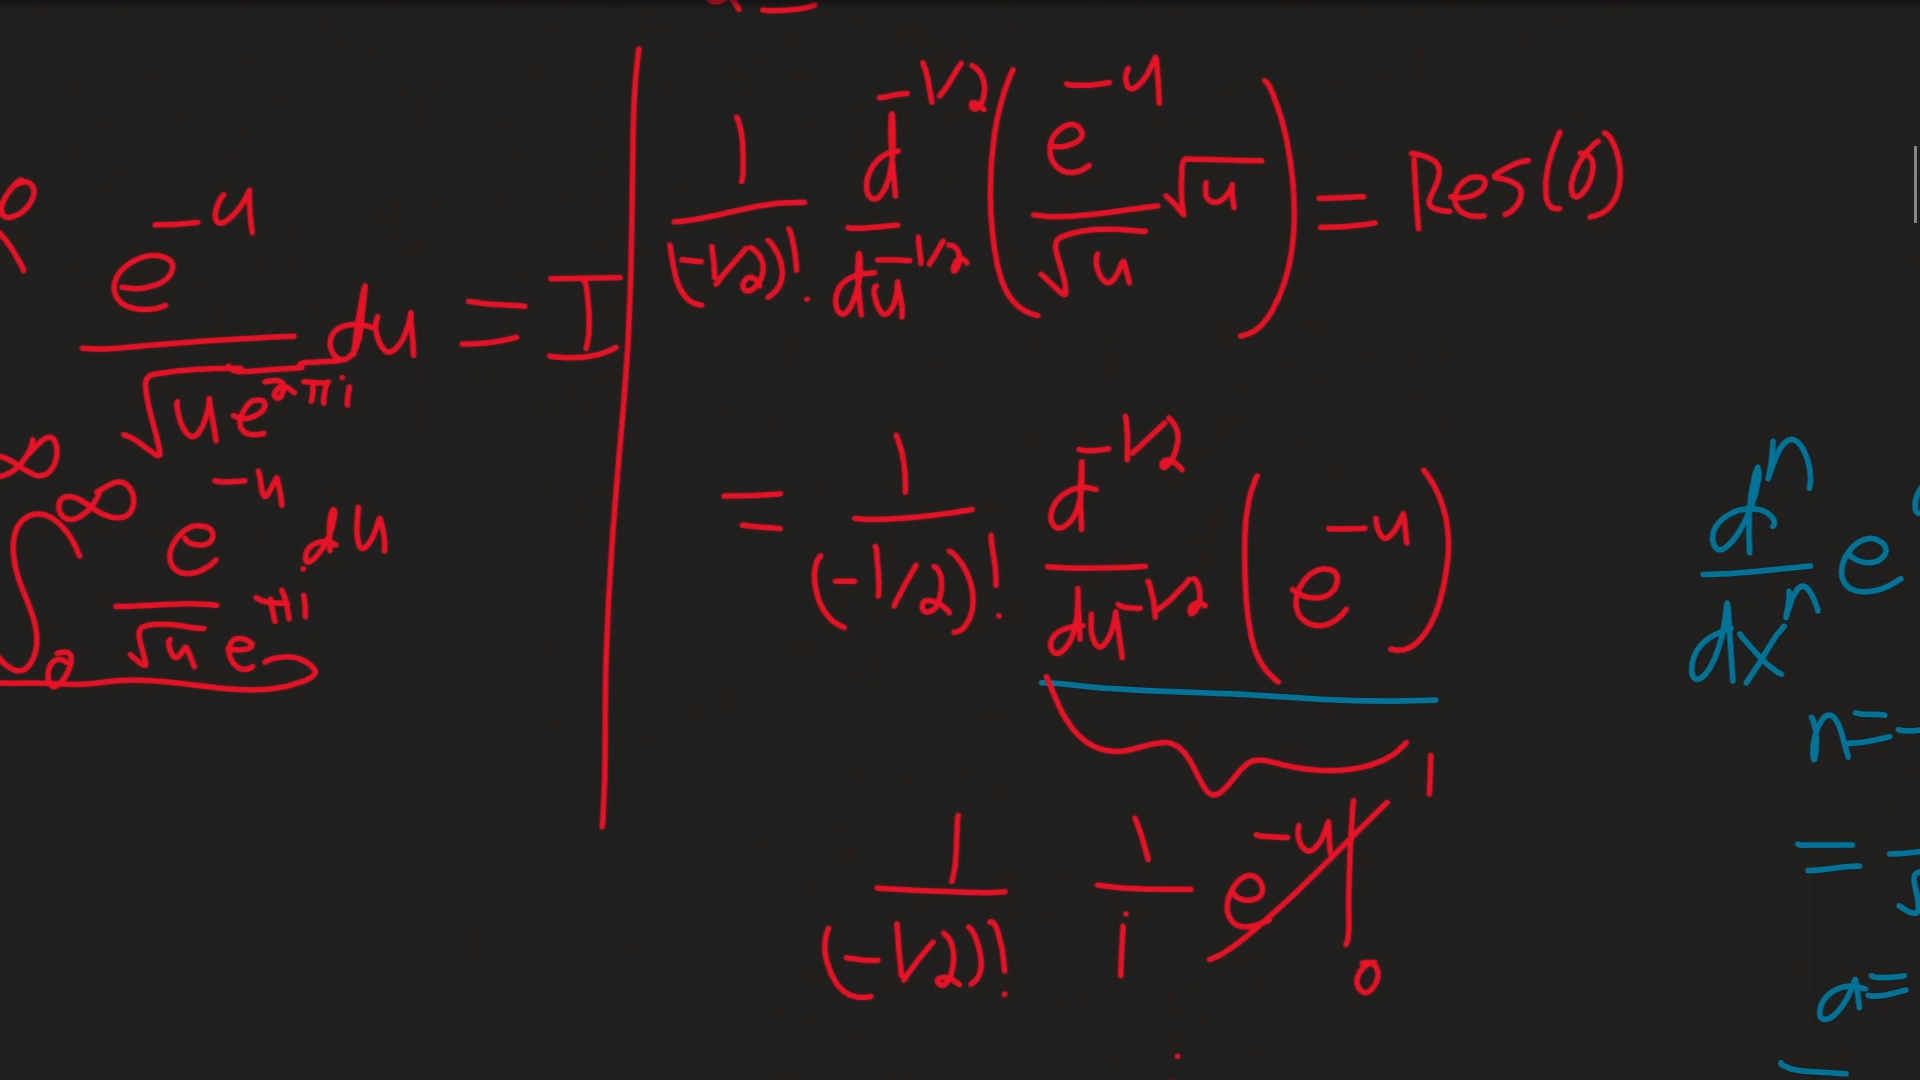 e^{-u} / √(u e^{2πi}) du = I
∫_0^∞ e^{-u} / (√u e^{πi}) du
1/(-1/2)! d^{-1/2}/du^{-1/2} (e^{-u}/√u √u) = Res(0)
= 1/(-1/2)! d^{-1/2}/du^{-1/2} (e^{-u})
1/(-1/2)! 1/i e^{-u} |_0 1
d^n/dx^n e
n = -
=
a =